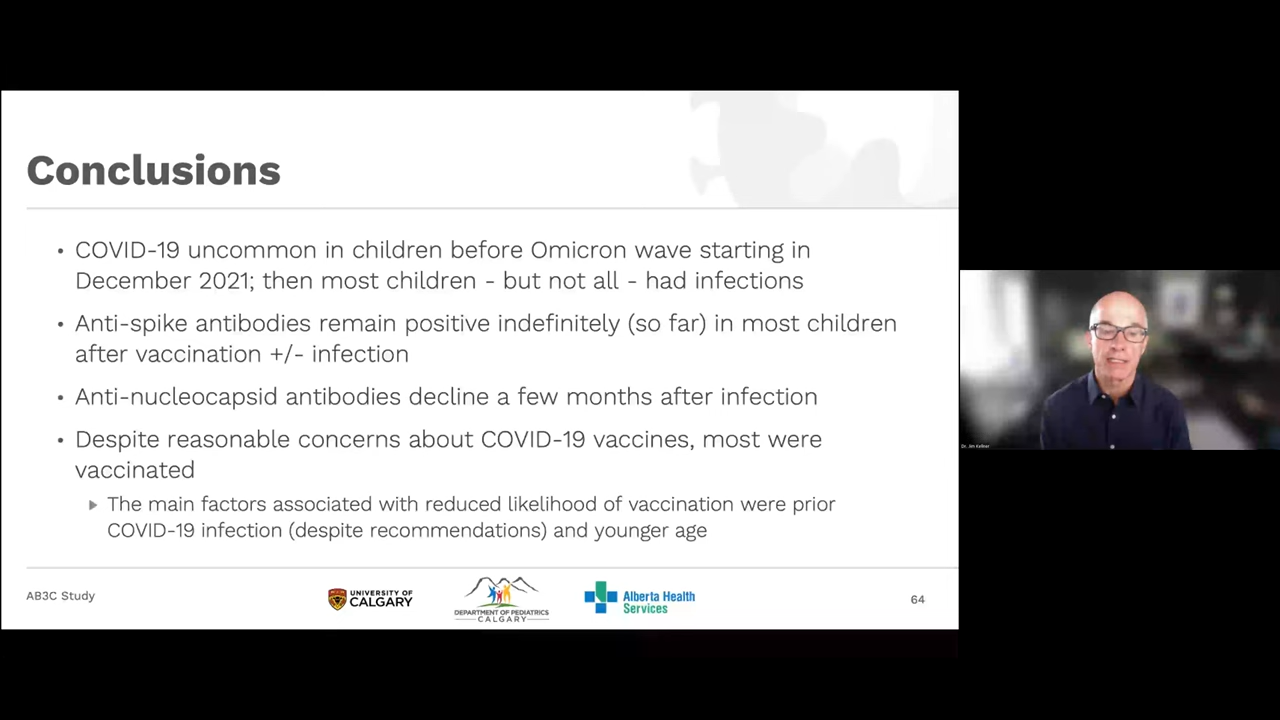 Conclusions
• COVID-19 uncommon in children before Omicron wave starting in
December 2021; then most children - but not all - had infections
• Anti-spike antibodies remain positive indefinitely (so far) in most children
after vaccination +/- infection
• Anti-nucleocapsid antibodies decline a few months after infection
• Despite reasonable concerns about COVID-19 vaccines, most were
vaccinated
▸ The main factors associated with reduced likelihood of vaccination were prior
COVID-19 infection (despite recommendations) and younger age
AB3C Study
UNIVERSITY OF
CALGARY
DEPARTMENT OF PEDIATRICS
CALGARY
Alberta Health
Services
64
Dr. Jim Kellner